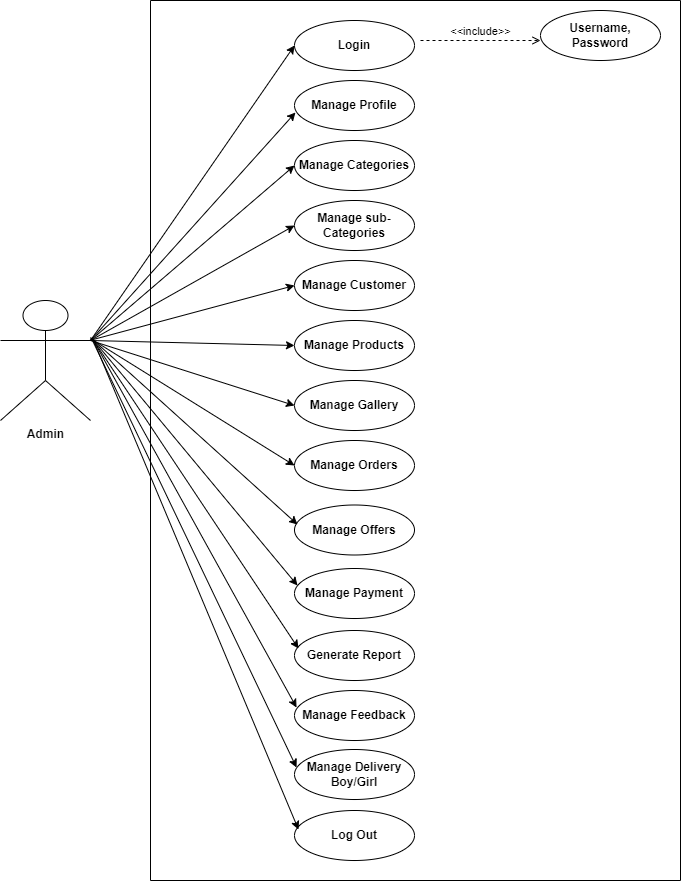 Login
<<include>>
Username,
Password
Manage Profile
Manage Categories
Manage sub-
Categories
Manage Customer
Manage Products
Manage Gallery
Admin
Manage Orders
Manage Offers
Manage Payment
Generate Report
Manage Feedback
Manage Delivery
Boy/Girl
Log Out